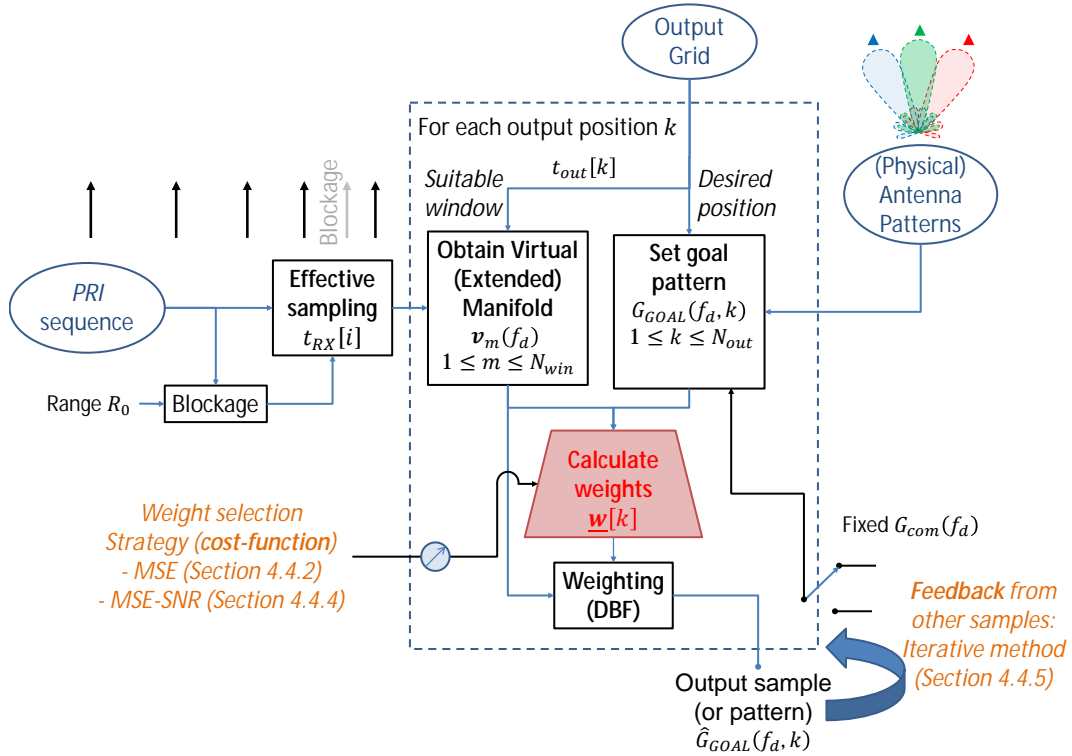 Output
Grid
For each output position k
t_out[k]
Suitable
window
Desired
position
(Physical)
Antenna
Patterns
Blockage
PRI
sequence
Effective
sampling
t_RX[i]
Obtain Virtual
(Extended)
Manifold
v_m(f_d)
1 ≤ m ≤ N_win
Set goal
pattern
G_GOAL(f_d, k)
1 ≤ k ≤ N_out
Range R_0
Blockage
Calculate
weights
w[k]
Weight selection
Strategy (cost-function)
- MSE (Section 4.4.2)
- MSE-SNR (Section 4.4.4)
Weighting
(DBF)
Fixed G_com(f_d)
Feedback from
other samples:
Iterative method
(Section 4.4.5)
Output sample
(or pattern)
Ĝ_GOAL(f_d, k)